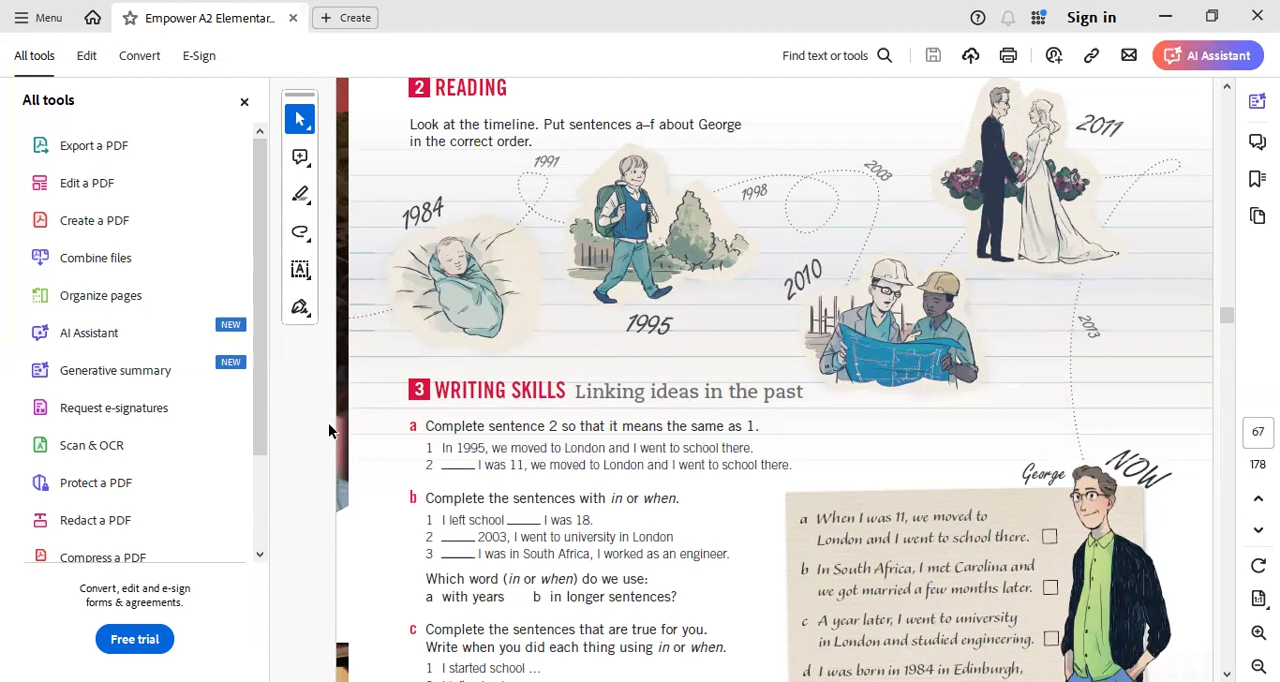 Menu
Empower A2 Elementar...
Create
Sign in
All tools
Edit
Convert
E-Sign
Find text or tools
AI Assistant
All tools
Export a PDF
Edit a PDF
Create a PDF
Combine files
Organize pages
AI Assistant
NEW
Generative summary
NEW
Request e-signatures
Scan & OCR
Protect a PDF
Redact a PDF
Compress a PDF
Convert, edit and e-sign
forms & agreements.
Free trial
2 READING
Look at the timeline. Put sentences a–f about George
in the correct order.
1984
1991
1995
1998
2003
2010
2011
2013
3 WRITING SKILLS Linking ideas in the past
a Complete sentence 2 so that it means the same as 1.
1 In 1995, we moved to London and I went to school there.
2 _____ I was 11, we moved to London and I went to school there.
b Complete the sentences with in or when.
1 I left school _____ I was 18.
2 _____ 2003, I went to university in London
3 _____ I was in South Africa, I worked as an engineer.
Which word (in or when) do we use:
a with years b in longer sentences?
c Complete the sentences that are true for you.
Write when you did each thing using in or when.
1 I started school ...
George
NOW
a When I was 11, we moved to
London and I went to school there.
b In South Africa, I met Carolina and
we got married a few months later.
c A year later, I went to university
in London and studied engineering.
d I was born in 1984 in Edinburgh,
67
178